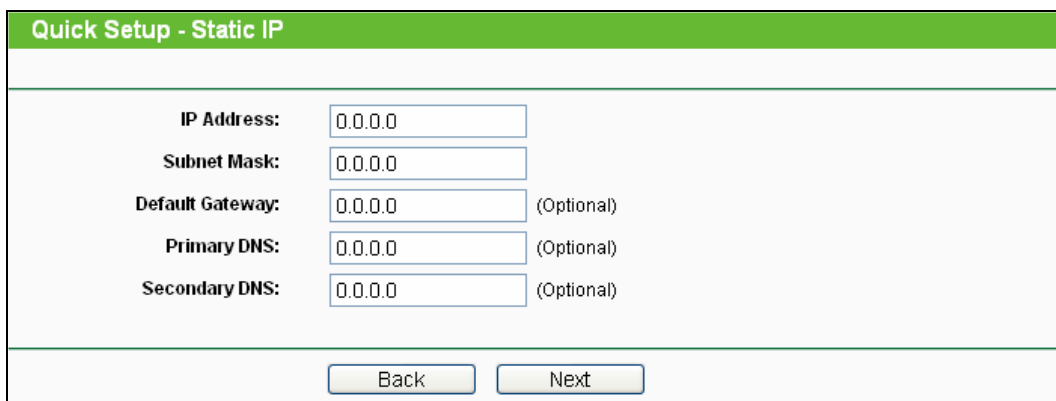 Quick Setup - Static IP
IP Address: 0.0.0.0
Subnet Mask: 0.0.0.0
Default Gateway: 0.0.0.0 (Optional)
Primary DNS: 0.0.0.0 (Optional)
Secondary DNS: 0.0.0.0 (Optional)
Back Next